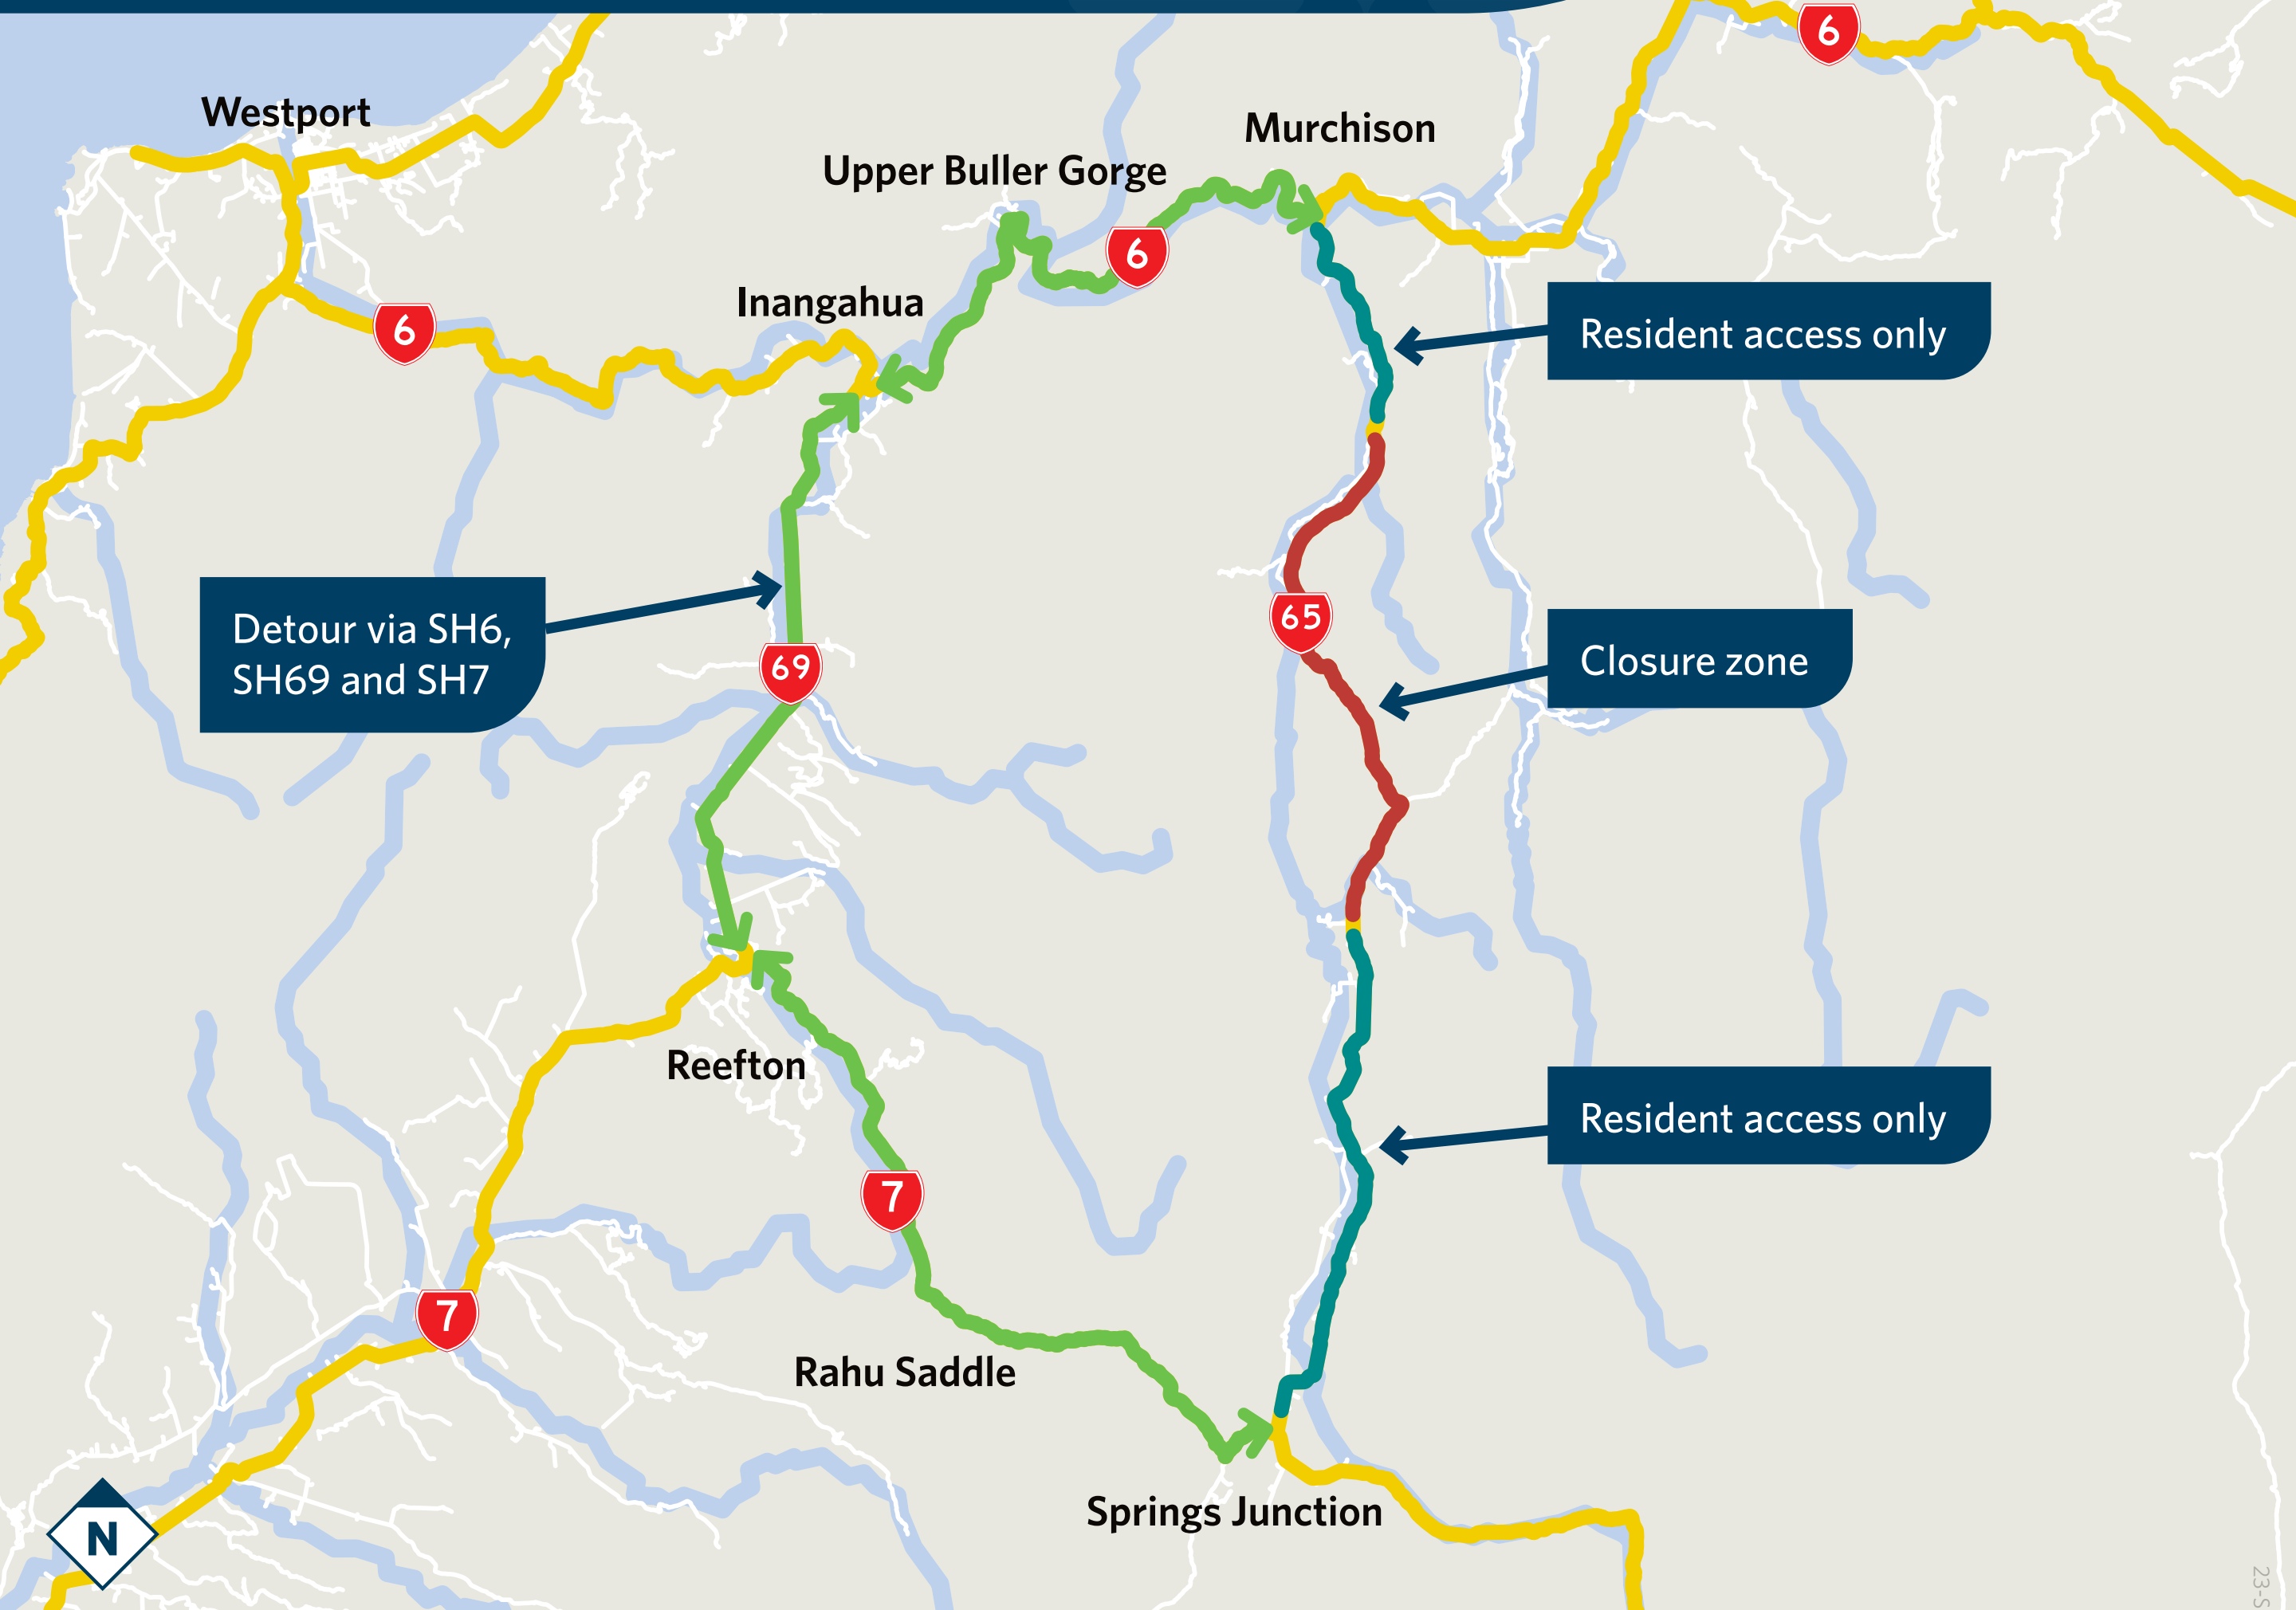 6
Westport
Murchison
Upper Buller Gorge
6
Inangahua
6
Resident access only
Detour via SH6,
SH69 and SH7
65
69
Closure zone
Reefton
Resident access only
7
7
Rahu Saddle
Springs Junction
N
23-S